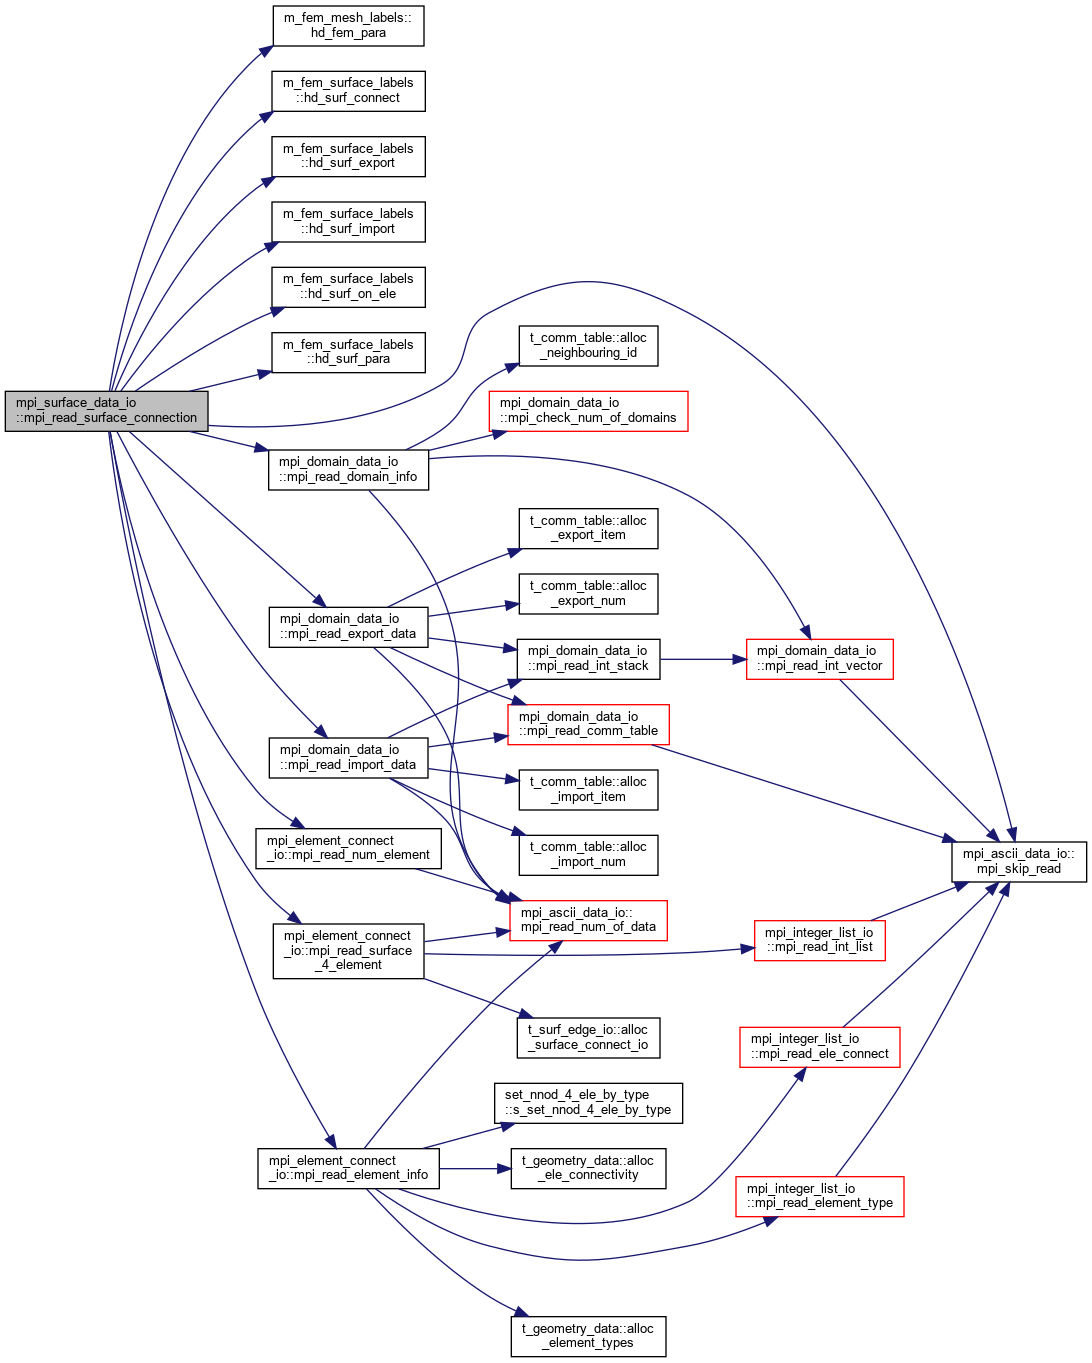 m_fem_mesh_labels::
hd_fem_para
m_fem_surface_labels
::hd_surf_connect
m_fem_surface_labels
::hd_surf_export
m_fem_surface_labels
::hd_surf_import
m_fem_surface_labels
::hd_surf_on_ele
m_fem_surface_labels
::hd_surf_para
mpi_surface_data_io
::mpi_read_surface_connection
mpi_domain_data_io
::mpi_read_domain_info
mpi_domain_data_io
::mpi_read_export_data
mpi_domain_data_io
::mpi_read_import_data
mpi_element_connect
_io::mpi_read_num_element
mpi_element_connect
_io::mpi_read_surface
_4_element
mpi_element_connect
_io::mpi_read_element_info
t_comm_table::alloc
_neighbouring_id
mpi_domain_data_io
::mpi_check_num_of_domains
t_comm_table::alloc
_export_item
t_comm_table::alloc
_export_num
mpi_domain_data_io
::mpi_read_int_stack
mpi_domain_data_io
::mpi_read_comm_table
t_comm_table::alloc
_import_item
t_comm_table::alloc
_import_num
mpi_ascii_data_io::
mpi_read_num_of_data
t_surf_edge_io::alloc
_surface_connect_io
set_nnod_4_ele_by_type
::s_set_nnod_4_ele_by_type
t_geometry_data::alloc
_ele_connectivity
t_geometry_data::alloc
_element_types
mpi_domain_data_io
::mpi_read_int_vector
mpi_integer_list_io
::mpi_read_int_list
mpi_integer_list_io
::mpi_read_ele_connect
mpi_integer_list_io
::mpi_read_element_type
mpi_ascii_data_io::
mpi_skip_read